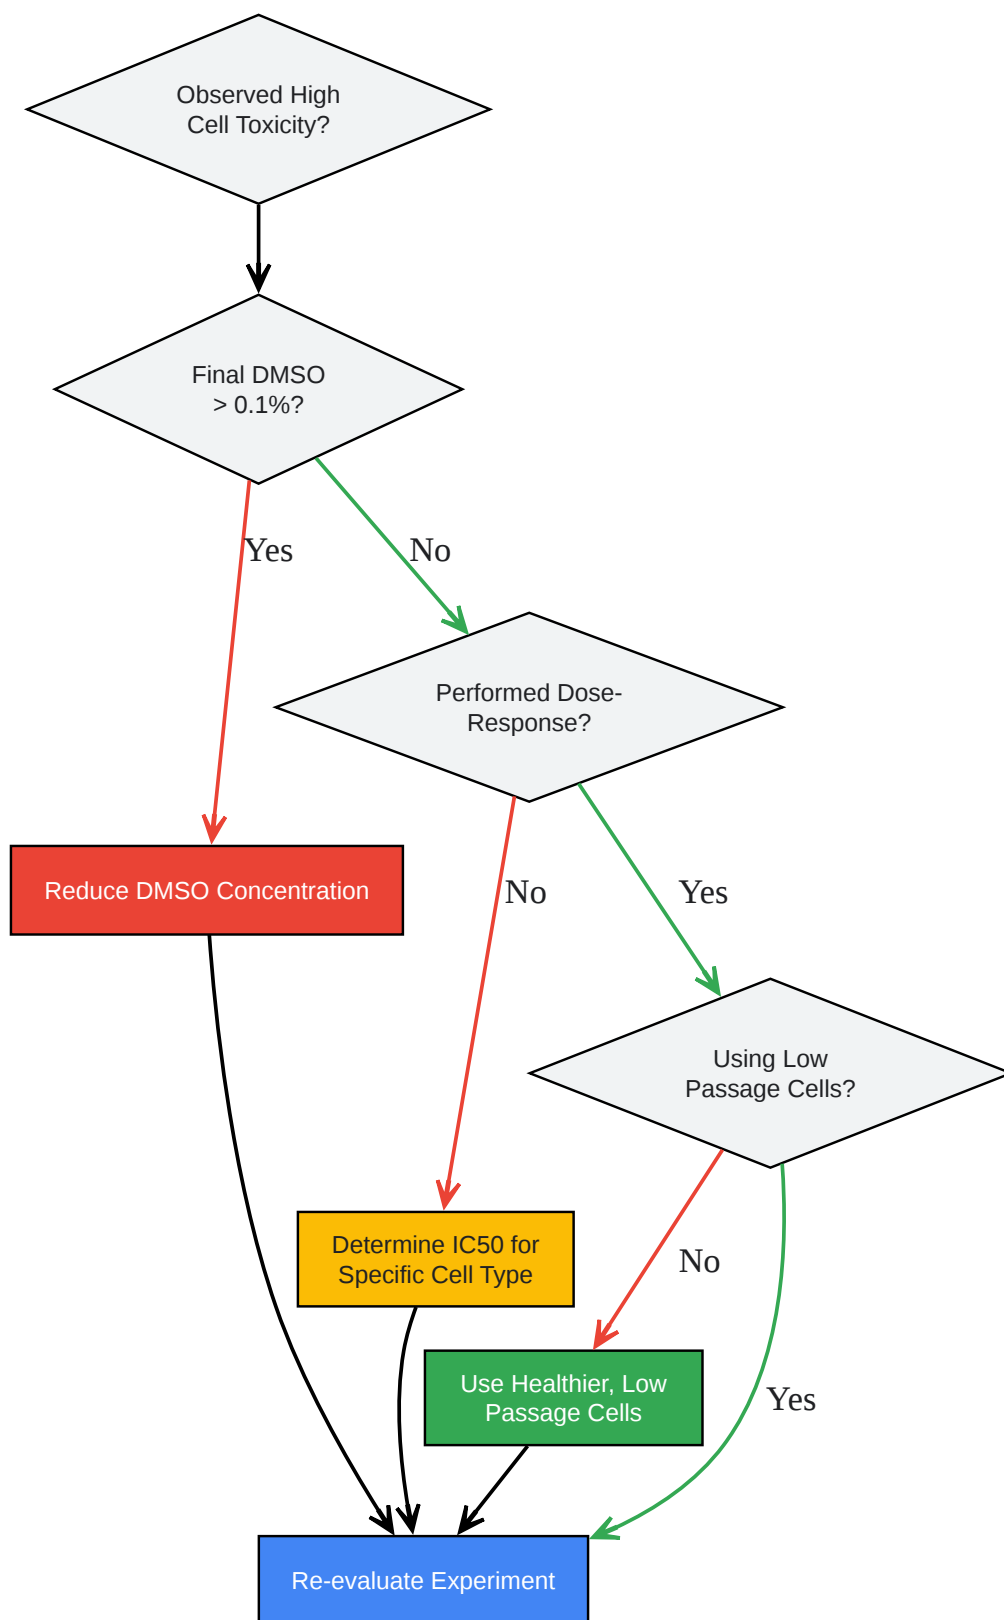 Observed High
Cell Toxicity?
Final DMSO
> 0.1%?
Yes
No
Performed Dose-
Response?
Reduce DMSO Concentration
No
Yes
Using Low
Passage Cells?
Determine IC50 for
Specific Cell Type
No
Use Healthier, Low
Passage Cells
Yes
Re-evaluate Experiment